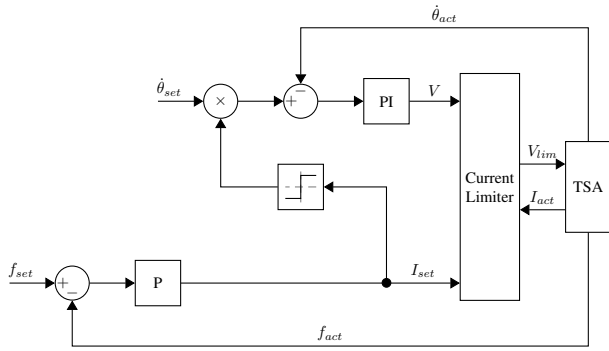 θ̇_act
θ̇_set
×
+
−
PI
V
Current
Limiter
V_lim
TSA
I_act
f_set
+
−
P
I_set
f_act